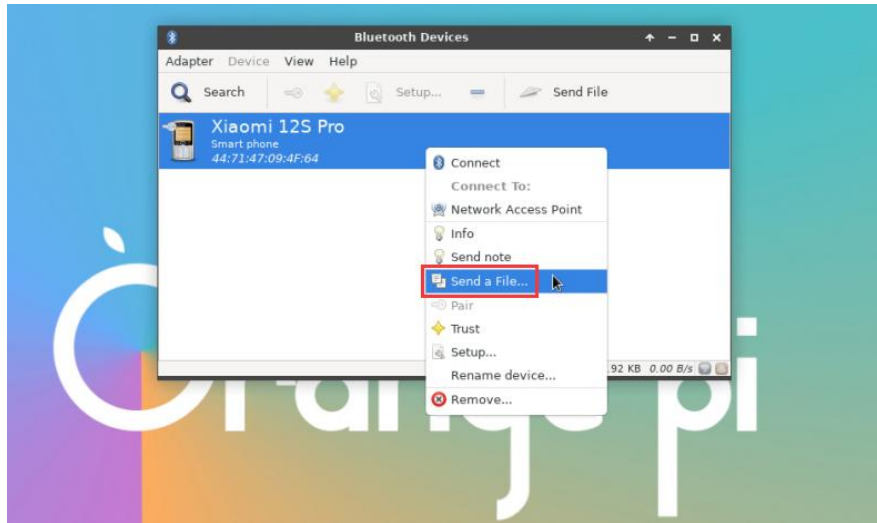 Bluetooth Devices
Adapter Device View Help
Search Setup... Send File
Xiaomi 12S Pro
Smart phone
44:71:47:09:4F:64
Connect
Connect To:
Network Access Point
Info
Send note
Send a File...
Pair
Trust
Setup...
Rename device...
Remove...
.92 KB 0.00 B/s
Orange pi